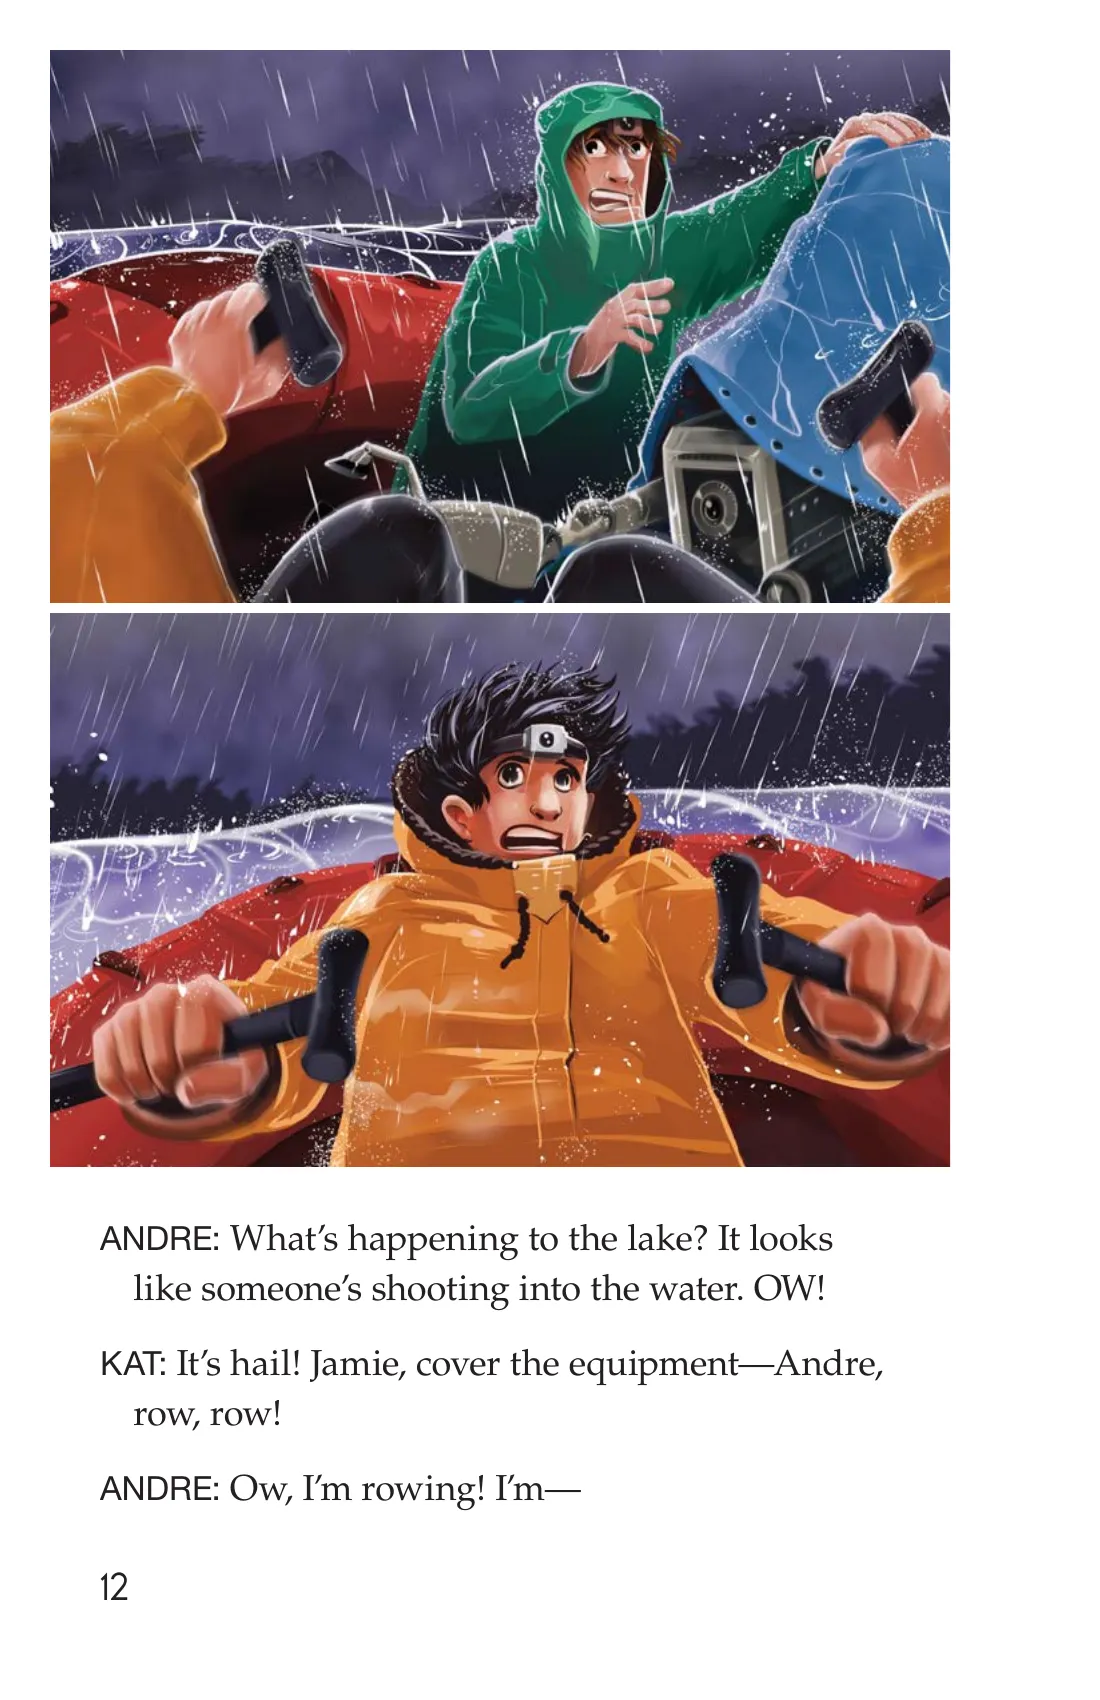 ANDRE: What’s happening to the lake? It looks
like someone’s shooting into the water. OW!
KAT: It’s hail! Jamie, cover the equipment—Andre,
row, row!
ANDRE: Ow, I’m rowing! I’m—
12